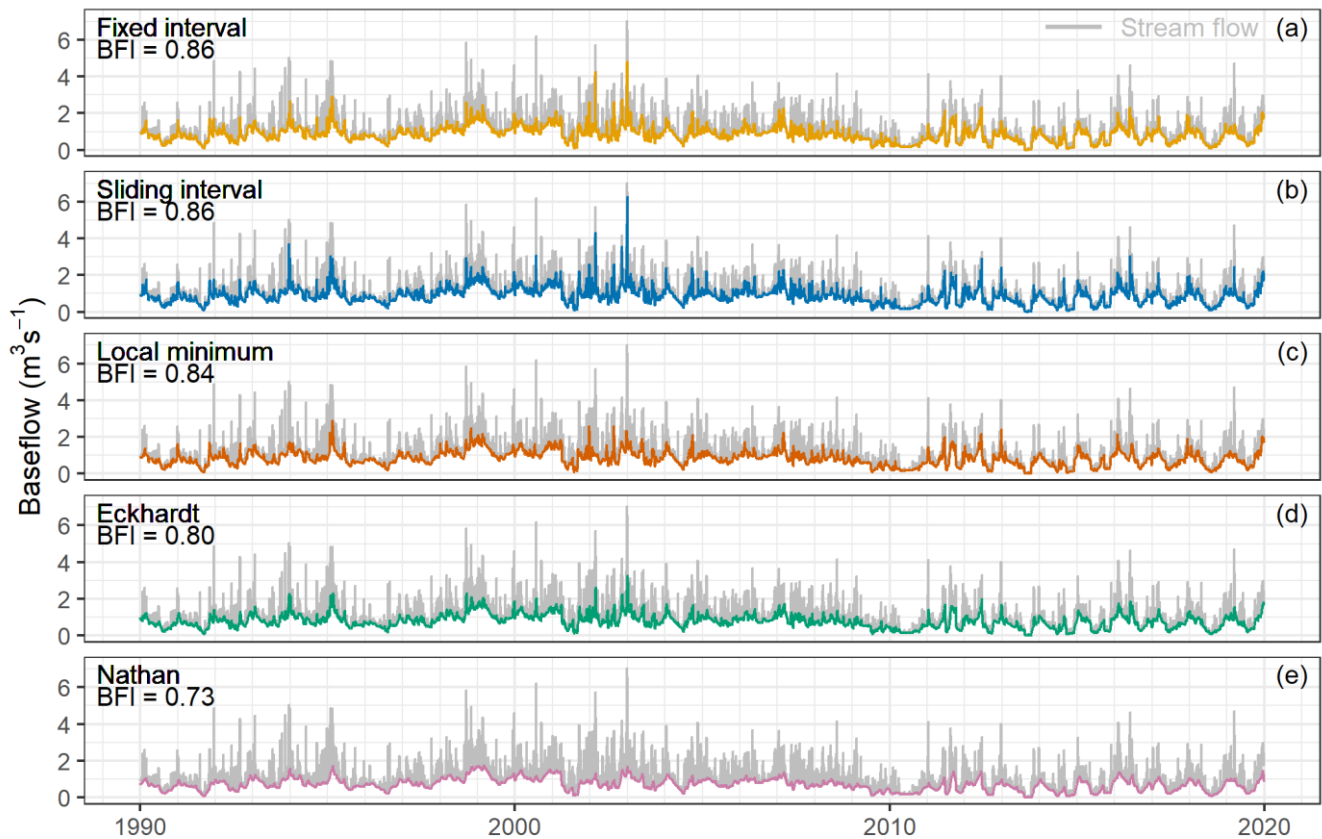 Fixed interval
BFI = 0.86
Stream flow
(a)
6
4
2
0
Sliding interval
BFI = 0.86
(b)
6
4
2
0
Local minimum
BFI = 0.84
(c)
6
4
2
0
Eckhardt
BFI = 0.80
(d)
6
4
2
0
Nathan
BFI = 0.73
(e)
6
4
2
0
Baseflow (m³s⁻¹)
1990
2000
2010
2020